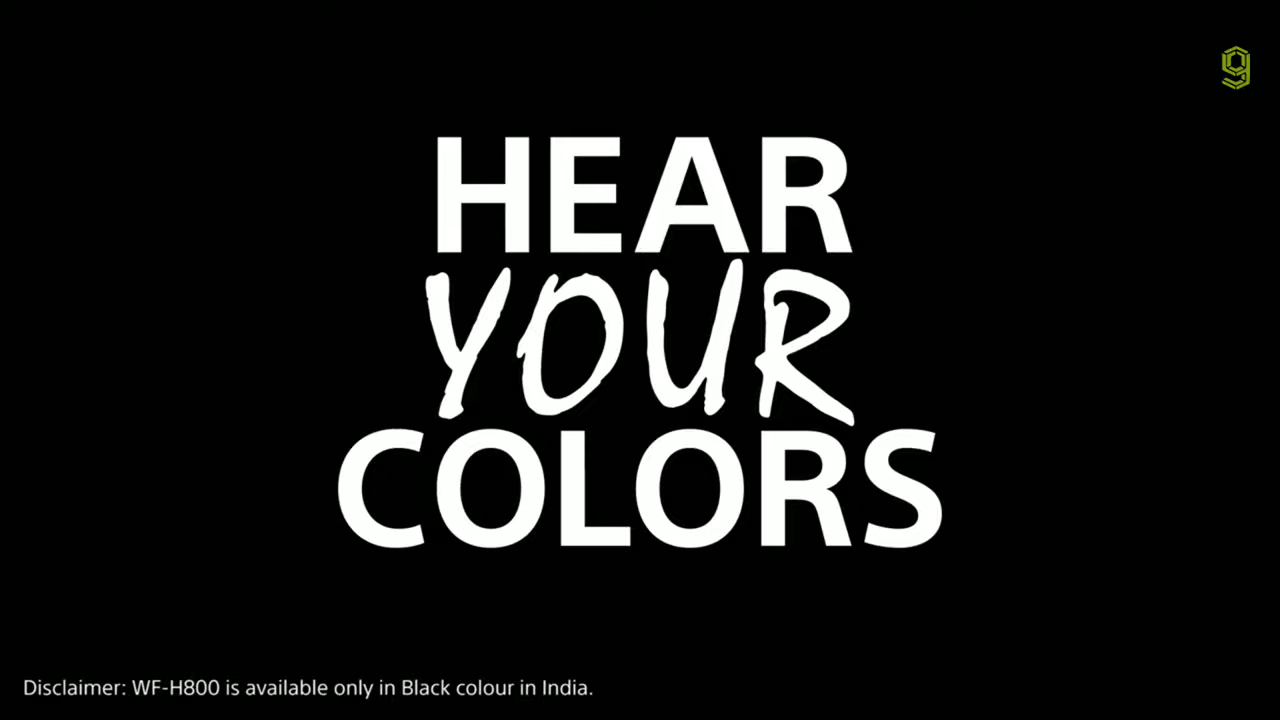 HEAR
YOUR
COLORS
Disclaimer: WF-H800 is available only in Black colour in India.